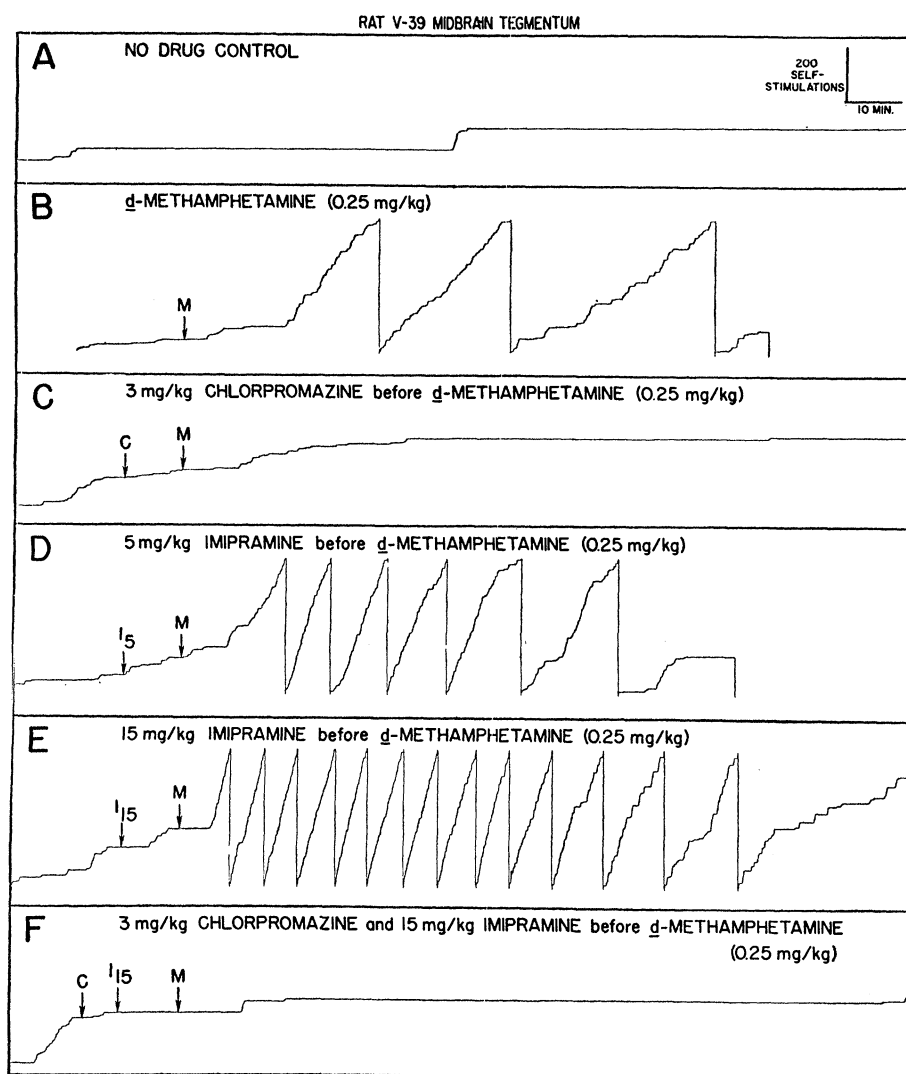 RAT V-39 MIDBRAIN TEGMENTUM
A
NO DRUG CONTROL
200
SELF-
STIMULATIONS
10 MIN.
B
d-METHAMPHETAMINE (0.25 mg/kg)
M
C
3 mg/kg CHLORPROMAZINE before d-METHAMPHETAMINE (0.25 mg/kg)
C
M
D
5 mg/kg IMIPRAMINE before d-METHAMPHETAMINE (0.25 mg/kg)
I5
M
E
15 mg/kg IMIPRAMINE before d-METHAMPHETAMINE (0.25 mg/kg)
I15
M
F
3 mg/kg CHLORPROMAZINE and 15 mg/kg IMIPRAMINE before d-METHAMPHETAMINE
(0.25 mg/kg)
C
I15
M